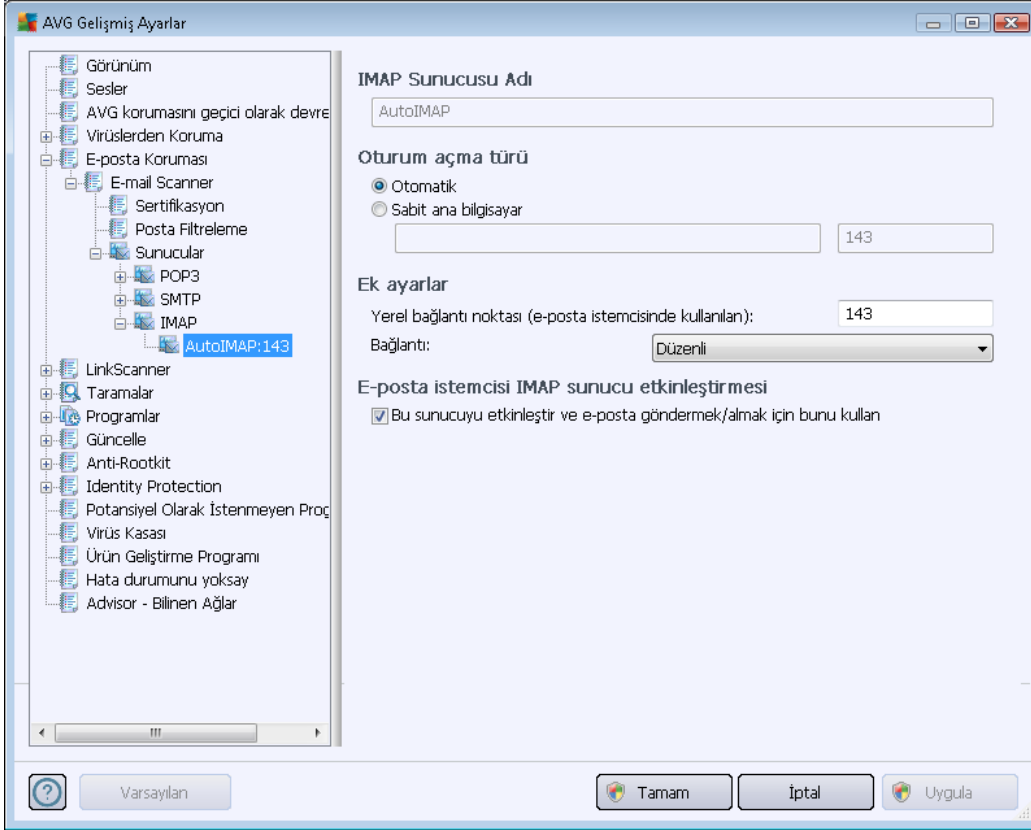 AVG Gelişmiş Ayarlar
Görünüm
Sesler
AVG korumasını geçici olarak devre
Virüslerden Koruma
E-posta Koruması
E-mail Scanner
Sertifikasyon
Posta Filtreleme
Sunucular
POP3
SMTP
IMAP
AutoIMAP:143
LinkScanner
Taramalar
Programlar
Güncelle
Anti-Rootkit
Identity Protection
Potansiyel Olarak İstenmeyen Prog
Virüs Kasası
Ürün Geliştirme Programı
Hata durumunu yoksay
Advisor - Bilinen Ağlar
IMAP Sunucusu Adı
AutoIMAP
Oturum açma türü
Otomatik
Sabit ana bilgisayar
143
Ek ayarlar
Yerel bağlantı noktası (e-posta istemcisinde kullanılan): 143
Bağlantı: Düzenli
E-posta istemcisi IMAP sunucu etkinleştirmesi
Bu sunucuyu etkinleştir ve e-posta göndermek/almak için bunu kullan
Varsayılan Tamam İptal Uygula